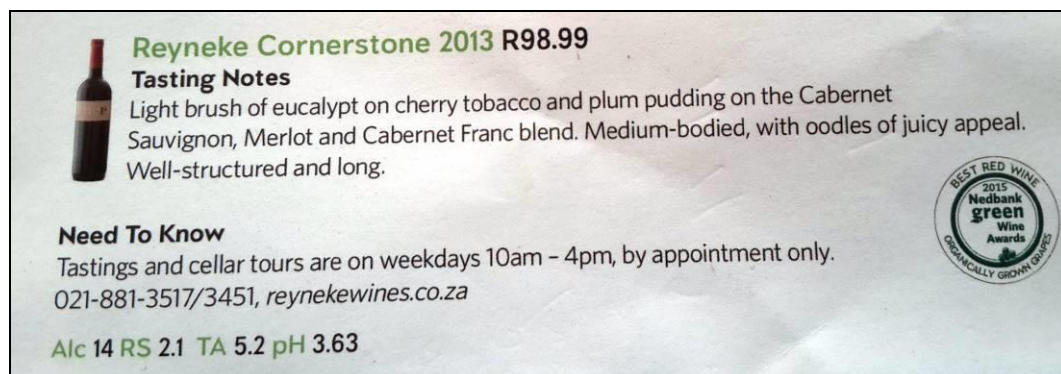 Reyneke Cornerstone 2013 R98.99
Tasting Notes
Light brush of eucalypt on cherry tobacco and plum pudding on the Cabernet
Sauvignon, Merlot and Cabernet Franc blend. Medium-bodied, with oodles of juicy appeal.
Well-structured and long.
BEST RED WINE
2015
Nedbank
green
Wine
Awards
ORGANICALLY GROWN GRAPES
Need To Know
Tastings and cellar tours are on weekdays 10am – 4pm, by appointment only.
021-881-3517/3451, reynekewines.co.za
Alc 14 RS 2.1 TA 5.2 pH 3.63